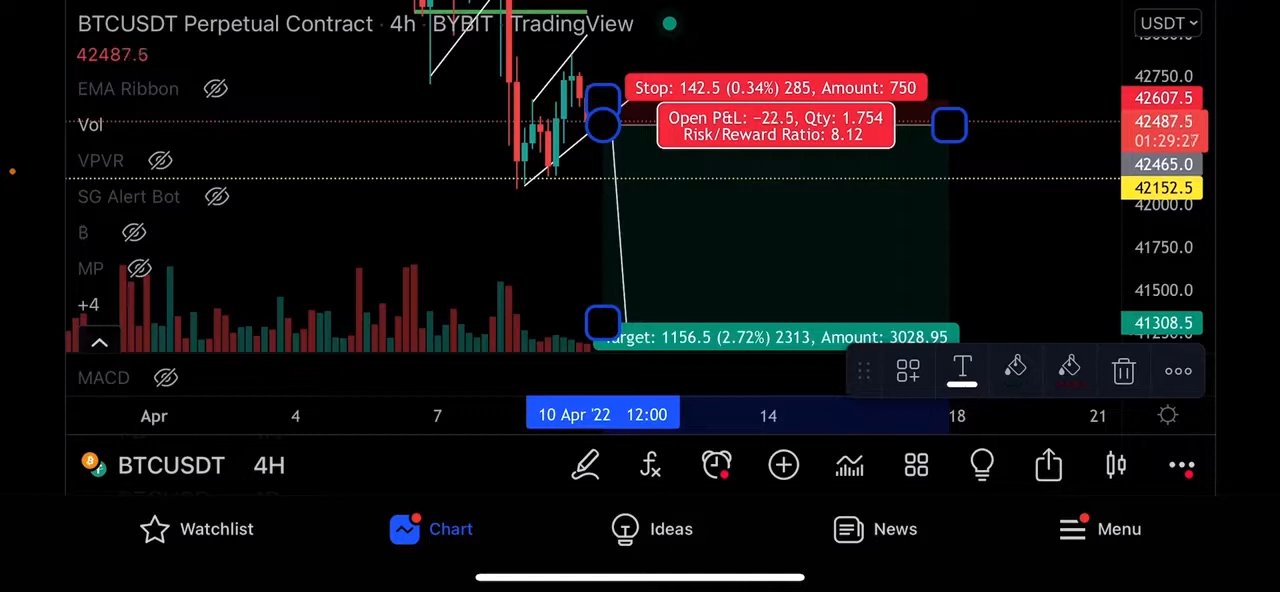 BTCUSDT Perpetual Contract · 4h · BYBIT · TradingView
USDT
42487.5
EMA Ribbon
Vol
VPVR
SG Alert Bot
B
MP
+4
MACD
Stop: 142.5 (0.34%) 285, Amount: 750
Open P&L: −22.5, Qty: 1.754
Risk/Reward Ratio: 8.12
Target: 1156.5 (2.72%) 2313, Amount: 3028.95
42750.0
42607.5
42487.5
01:29:27
42465.0
42152.5
42000.0
41750.0
41500.0
41308.5
T
Apr
4
7
10 Apr '22 12:00
14
18
21
BTCUSDT 4H
Watchlist
Chart
Ideas
News
Menu